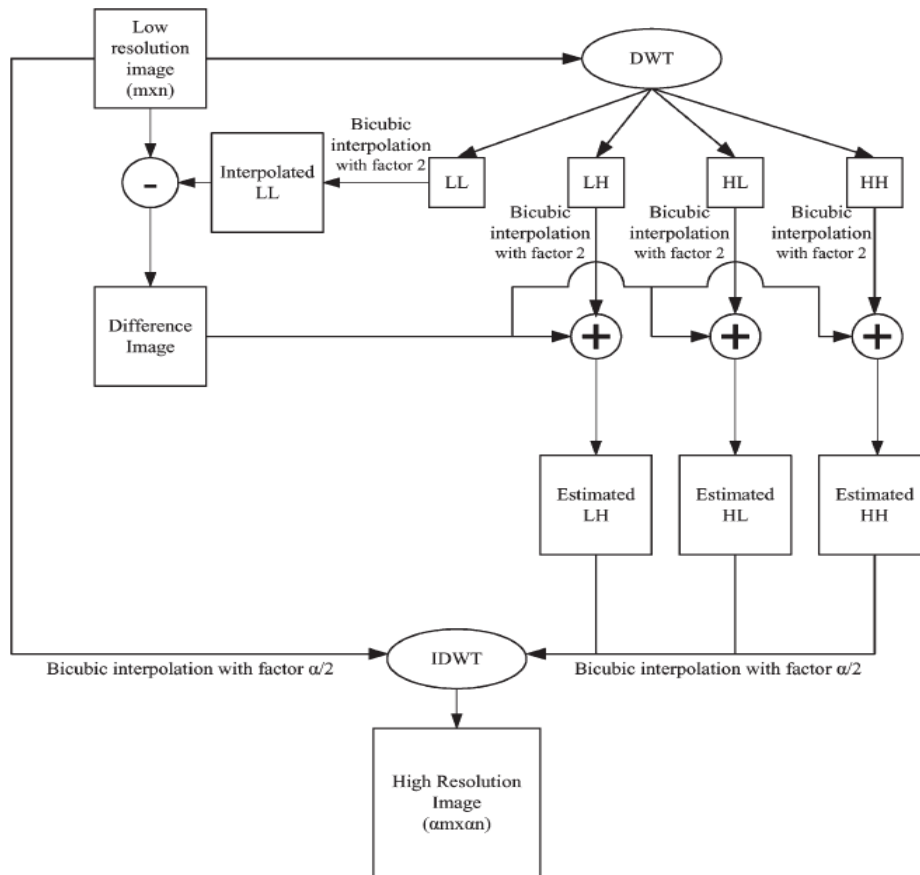 Low
resolution
image
(mxn)
DWT
Bicubic
interpolation
with factor 2
Interpolated
LL
-
LL
LH
HL
HH
Bicubic
interpolation
with factor 2
Bicubic
interpolation
with factor 2
Bicubic
interpolation
with factor 2
Difference
Image
+
+
+
Estimated
LH
Estimated
HL
Estimated
HH
IDWT
Bicubic interpolation with factor α/2
Bicubic interpolation with factor α/2
High Resolution
Image
(αmxαn)